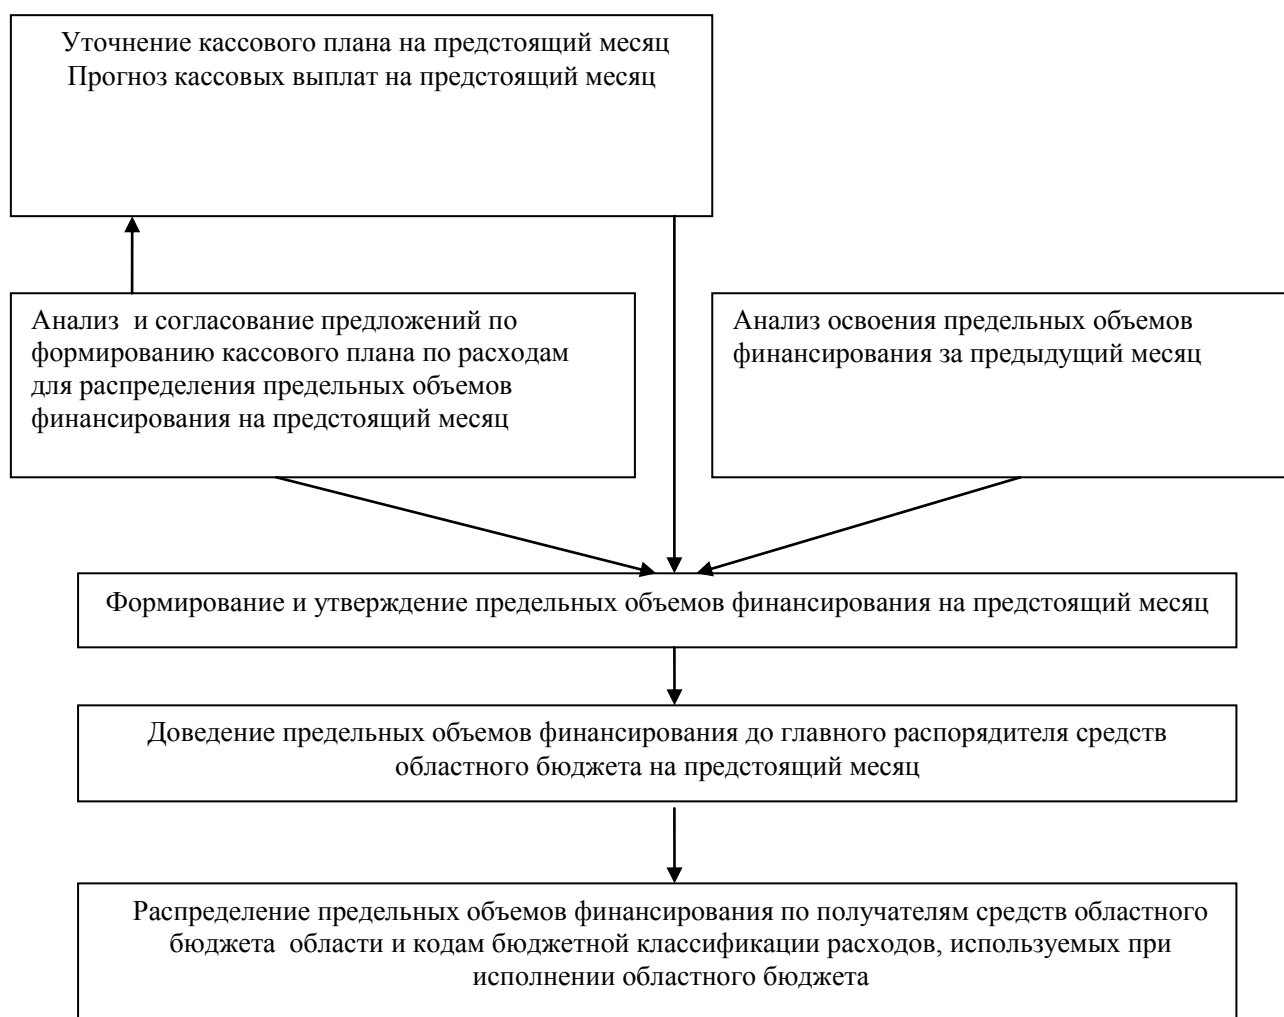 Уточнение кассового плана на предстоящий месяц
Прогноз кассовых выплат на предстоящий месяц
Анализ  и согласование предложений по
формированию кассового плана по расходам
для распределения предельных объемов
финансирования на предстоящий месяц
Анализ освоения предельных объемов
финансирования за предыдущий месяц
Формирование и утверждение предельных объемов финансирования на предстоящий месяц
Доведение предельных объемов финансирования до главного распорядителя средств
областного бюджета на предстоящий месяц
Распределение предельных объемов финансирования по получателям средств областного
бюджета  области и кодам бюджетной классификации расходов, используемых при
исполнении областного бюджета